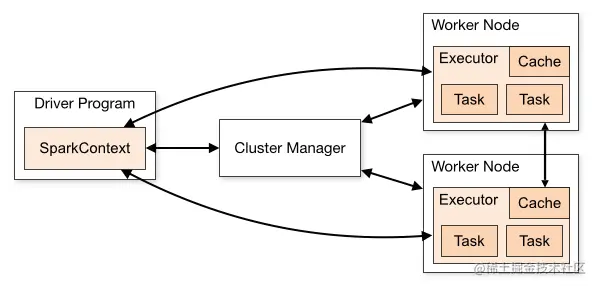 Worker Node
Executor
Cache
Task
Task
Driver Program
SparkContext
Cluster Manager
Worker Node
Executor
Cache
Task
Task
@稀土掘金技术社区